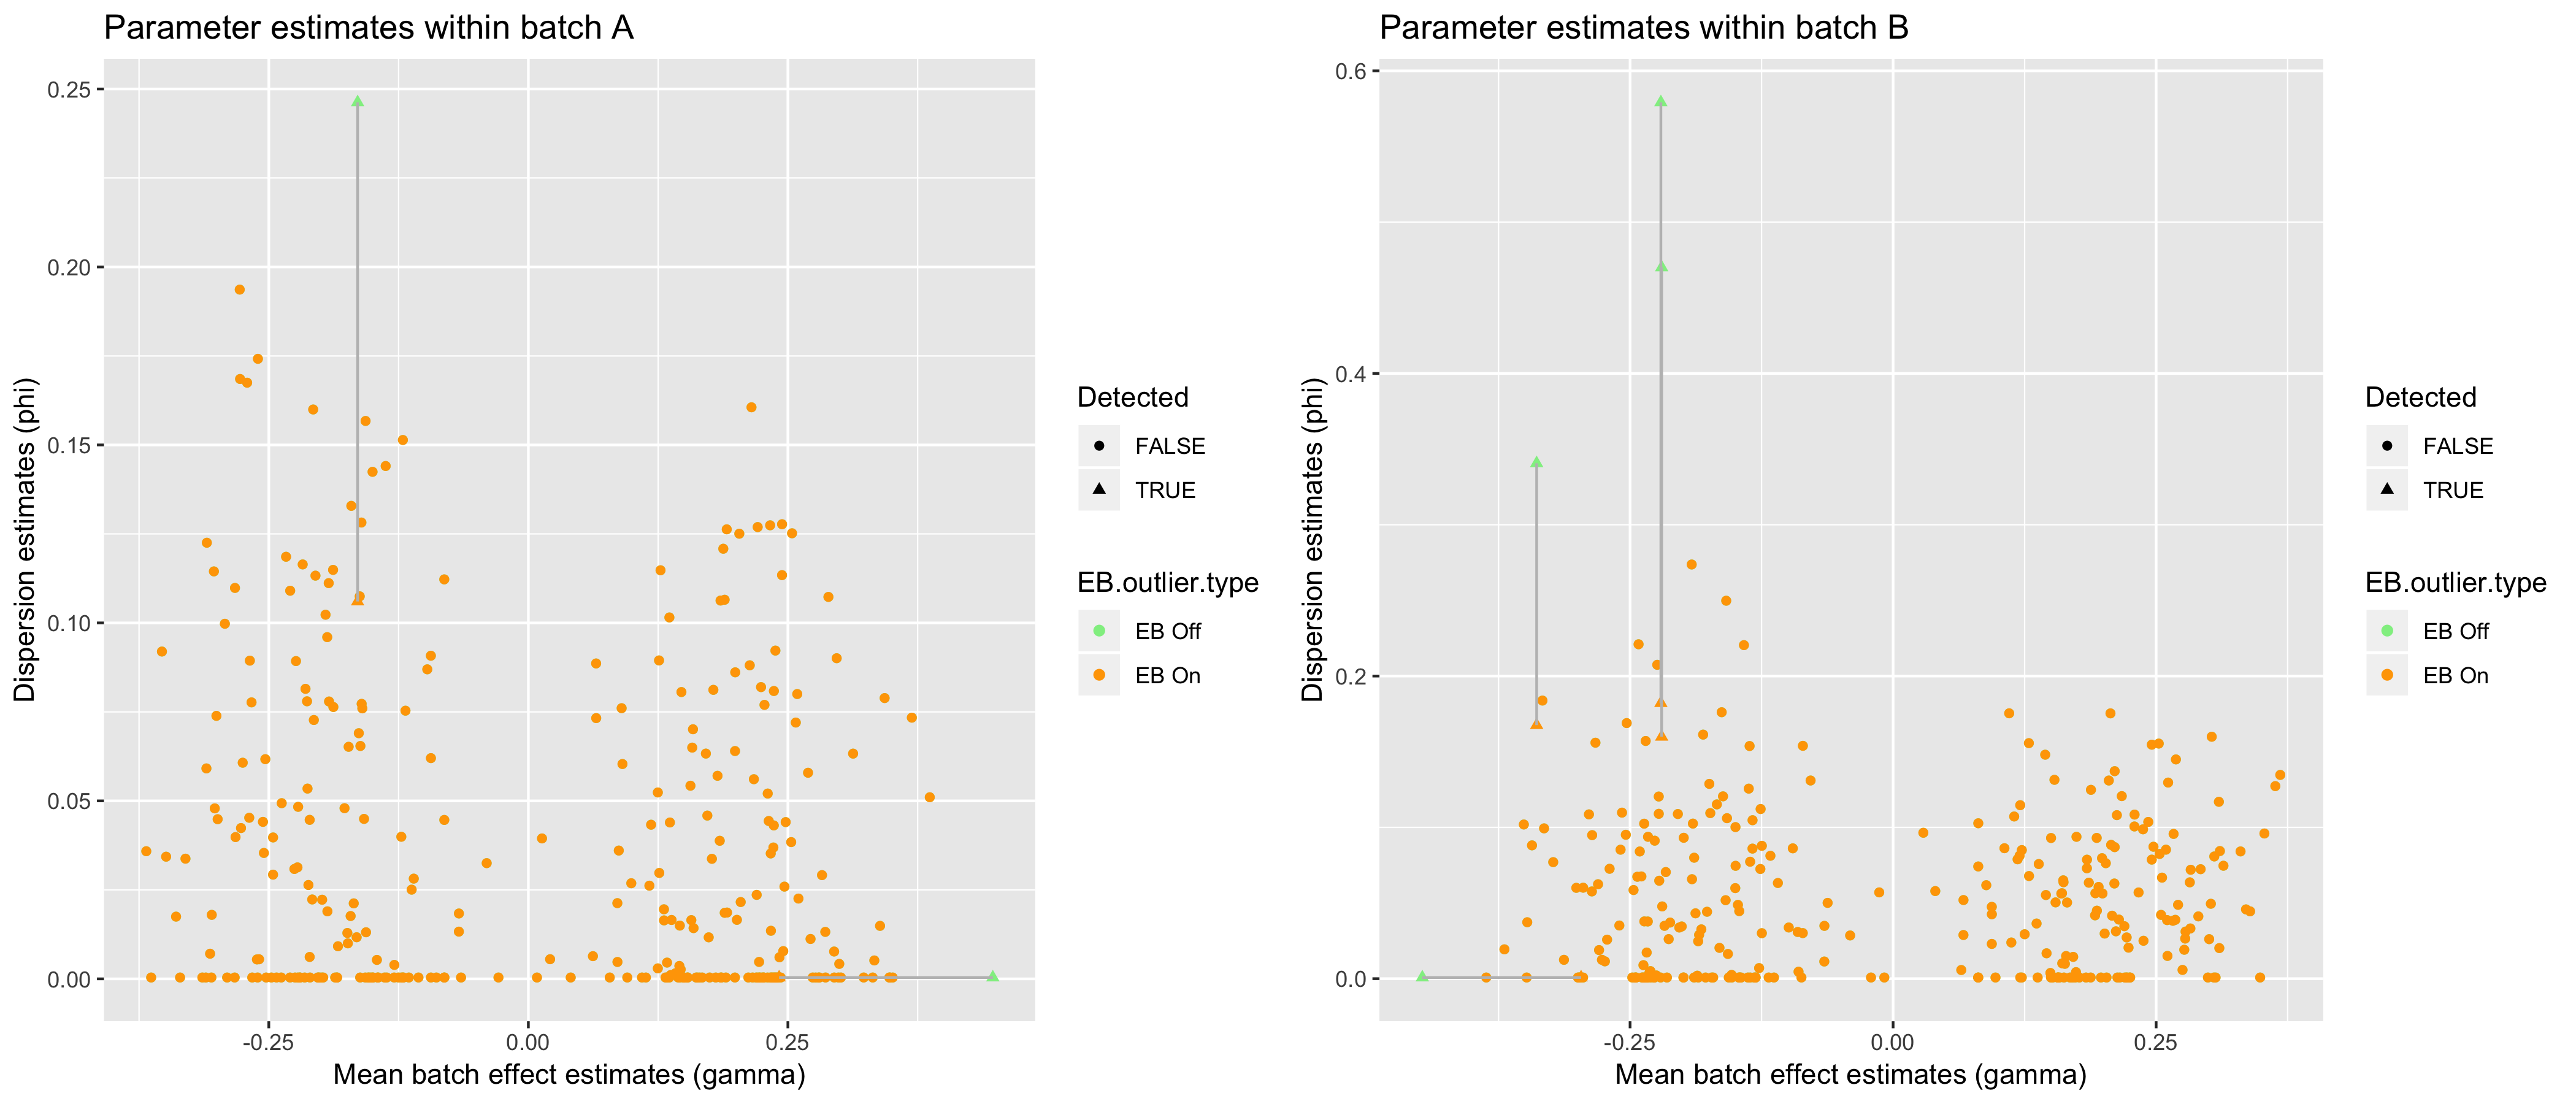 Parameter estimates within batch A
Dispersion estimates (phi)
0.25
0.20
0.15
0.10
0.05
0.00
-0.25
0.00
0.25
Mean batch effect estimates (gamma)
Detected
FALSE
TRUE
EB.outlier.type
EB Off
EB On
Parameter estimates within batch B
Dispersion estimates (phi)
0.6
0.4
0.2
0.0
-0.25
0.00
0.25
Mean batch effect estimates (gamma)
Detected
FALSE
TRUE
EB.outlier.type
EB Off
EB On